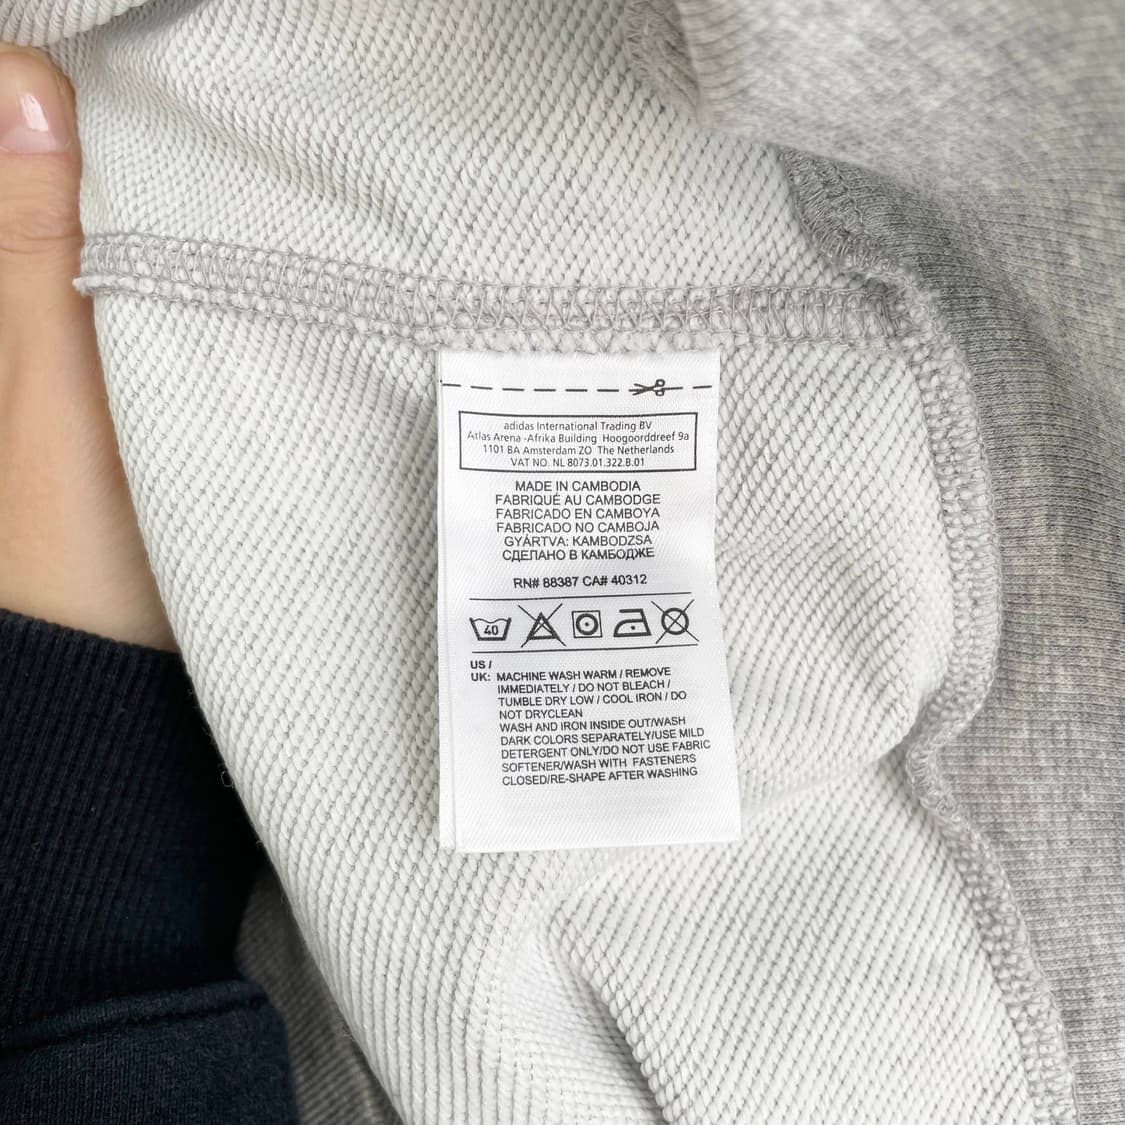 adidas International Trading BV
Atlas Arena -Afrika Building Hoogoorddreef 9a
1101 BA Amsterdam ZO The Netherlands
VAT NO. NL 8073.01.322.B.01
MADE IN CAMBODIA
FABRIQUÉ AU CAMBODGE
FABRICADO EN CAMBOYA
FABRICADO NO CAMBOJA
GYÁRTVA: KAMBODZSA
СДЕЛАНО В КАМБОДЖЕ
RN# 88387 CA# 40312
40
US /
UK: MACHINE WASH WARM / REMOVE
IMMEDIATELY / DO NOT BLEACH /
TUMBLE DRY LOW / COOL IRON / DO
NOT DRYCLEAN
WASH AND IRON INSIDE OUT/WASH
DARK COLORS SEPARATELY/USE MILD
DETERGENT ONLY/DO NOT USE FABRIC
SOFTENER/WASH WITH FASTENERS
CLOSED/RE-SHAPE AFTER WASHING